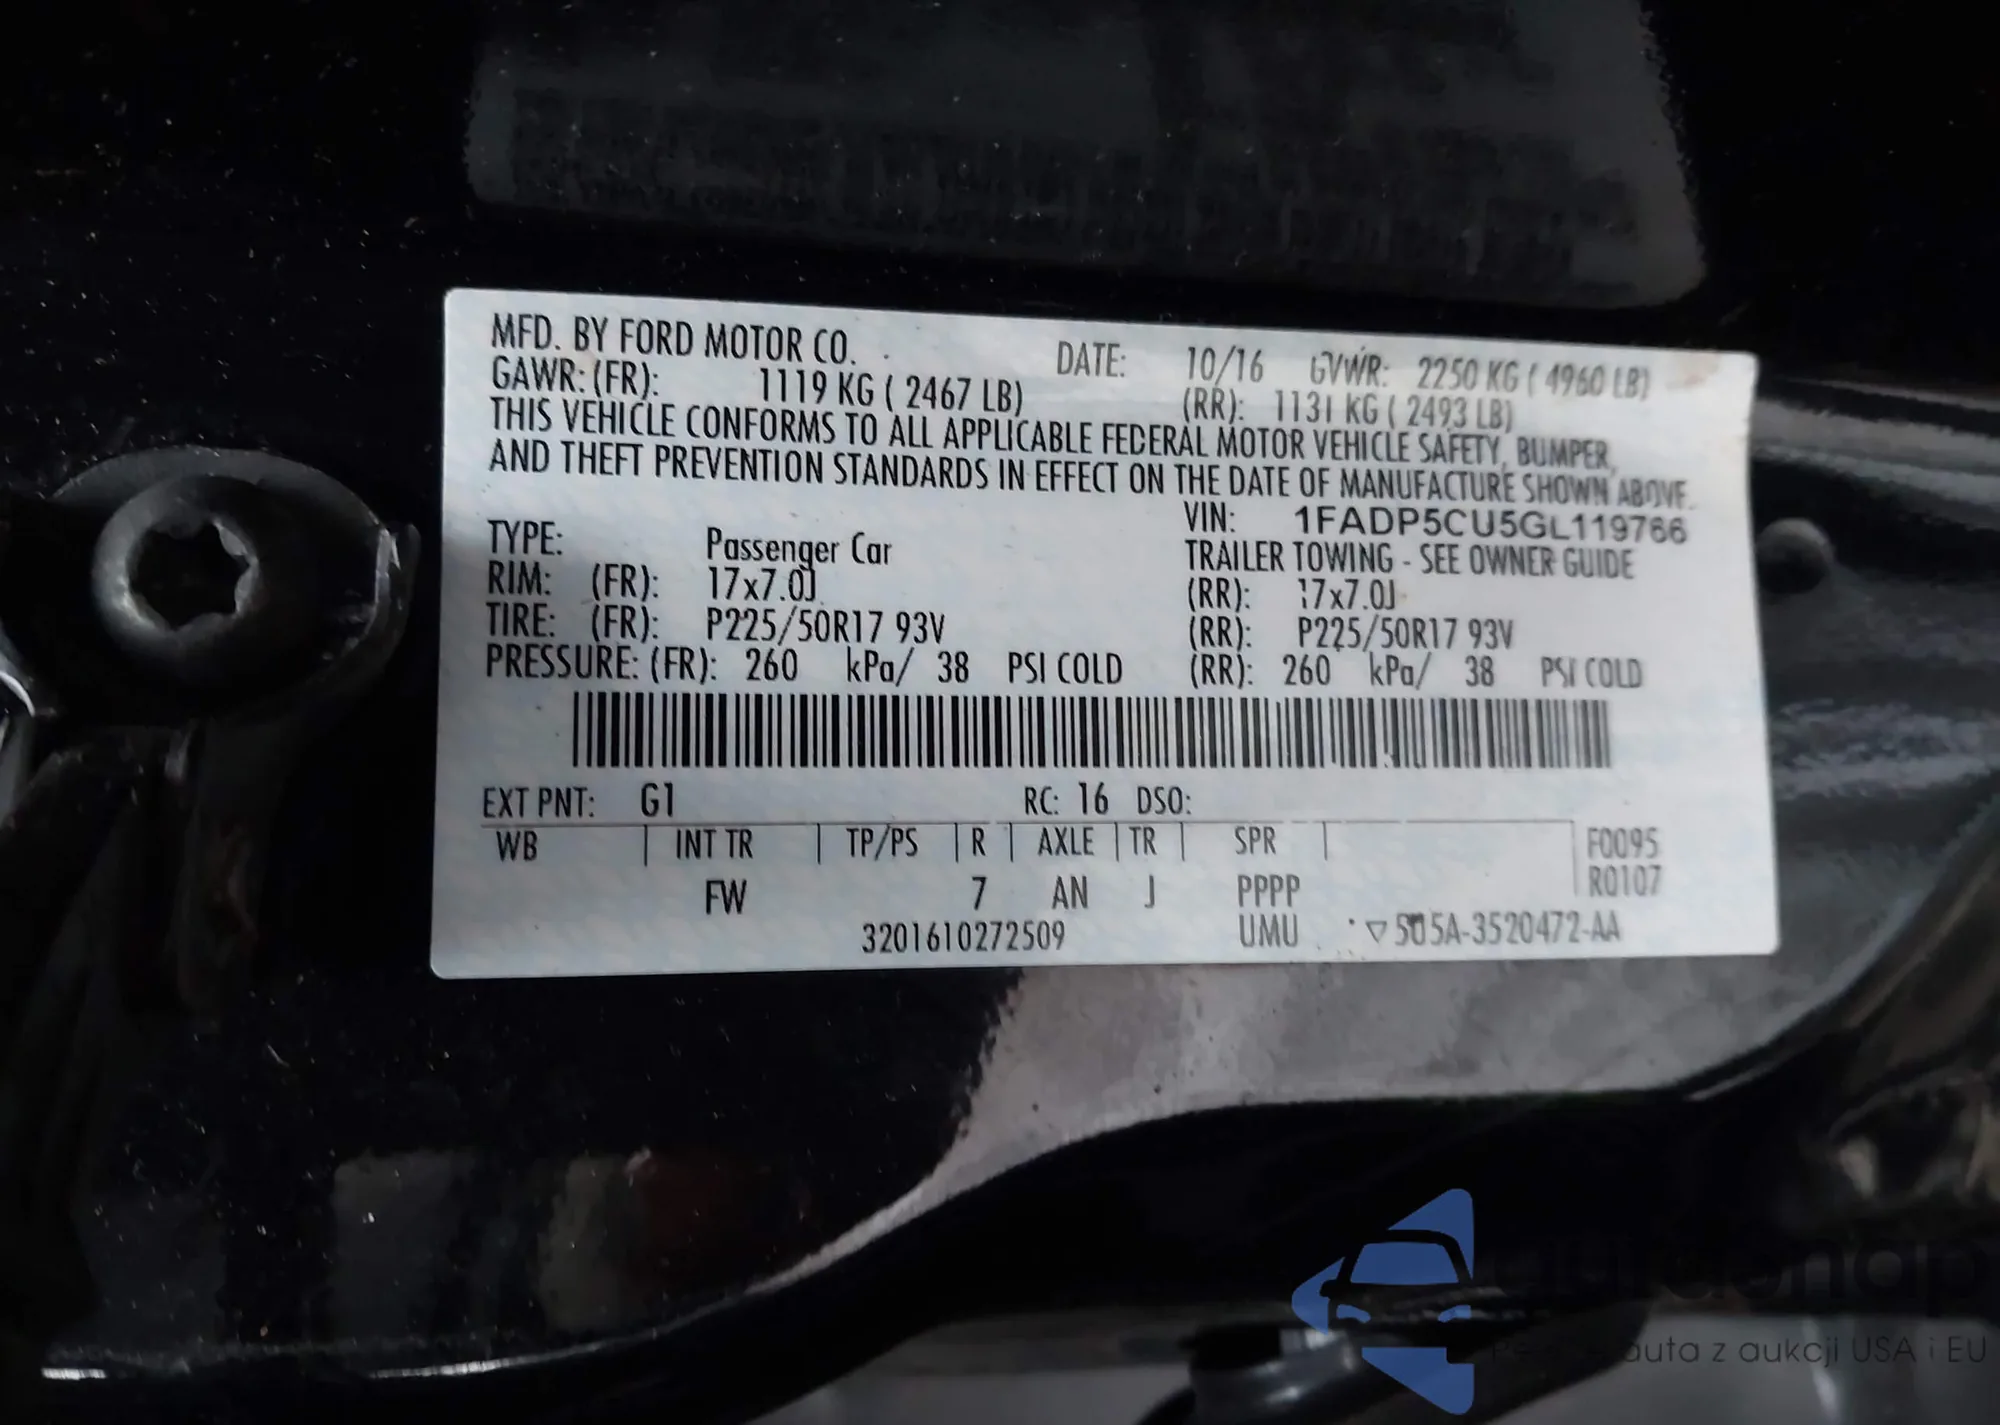 MFD. BY FORD MOTOR CO. DATE: 10/16 GVWR: 2250 KG ( 4960 LB)
GAWR: (FR): 1119 KG ( 2467 LB) (RR): 1131 KG ( 2493 LB)
THIS VEHICLE CONFORMS TO ALL APPLICABLE FEDERAL MOTOR VEHICLE SAFETY, BUMPER,
AND THEFT PREVENTION STANDARDS IN EFFECT ON THE DATE OF MANUFACTURE SHOWN ABOVE.
VIN: 1FADP5CU5GL119766
TYPE: Passenger Car TRAILER TOWING - SEE OWNER GUIDE
RIM: (FR): 17x7.0J (RR): 17x7.0J
TIRE: (FR): P225/50R17 93V (RR): P225/50R17 93V
PRESSURE: (FR): 260 kPa/ 38 PSI COLD (RR): 260 kPa/ 38 PSI COLD
EXT PNT: G1 RC: 16 DSO:
WB INT TR TP/PS R AXLE TR SPR F0095
FW 7 AN J PPPP R0107
3201610272509 UMU 5U5A-3520472-AA
auta z aukcji USA i EU